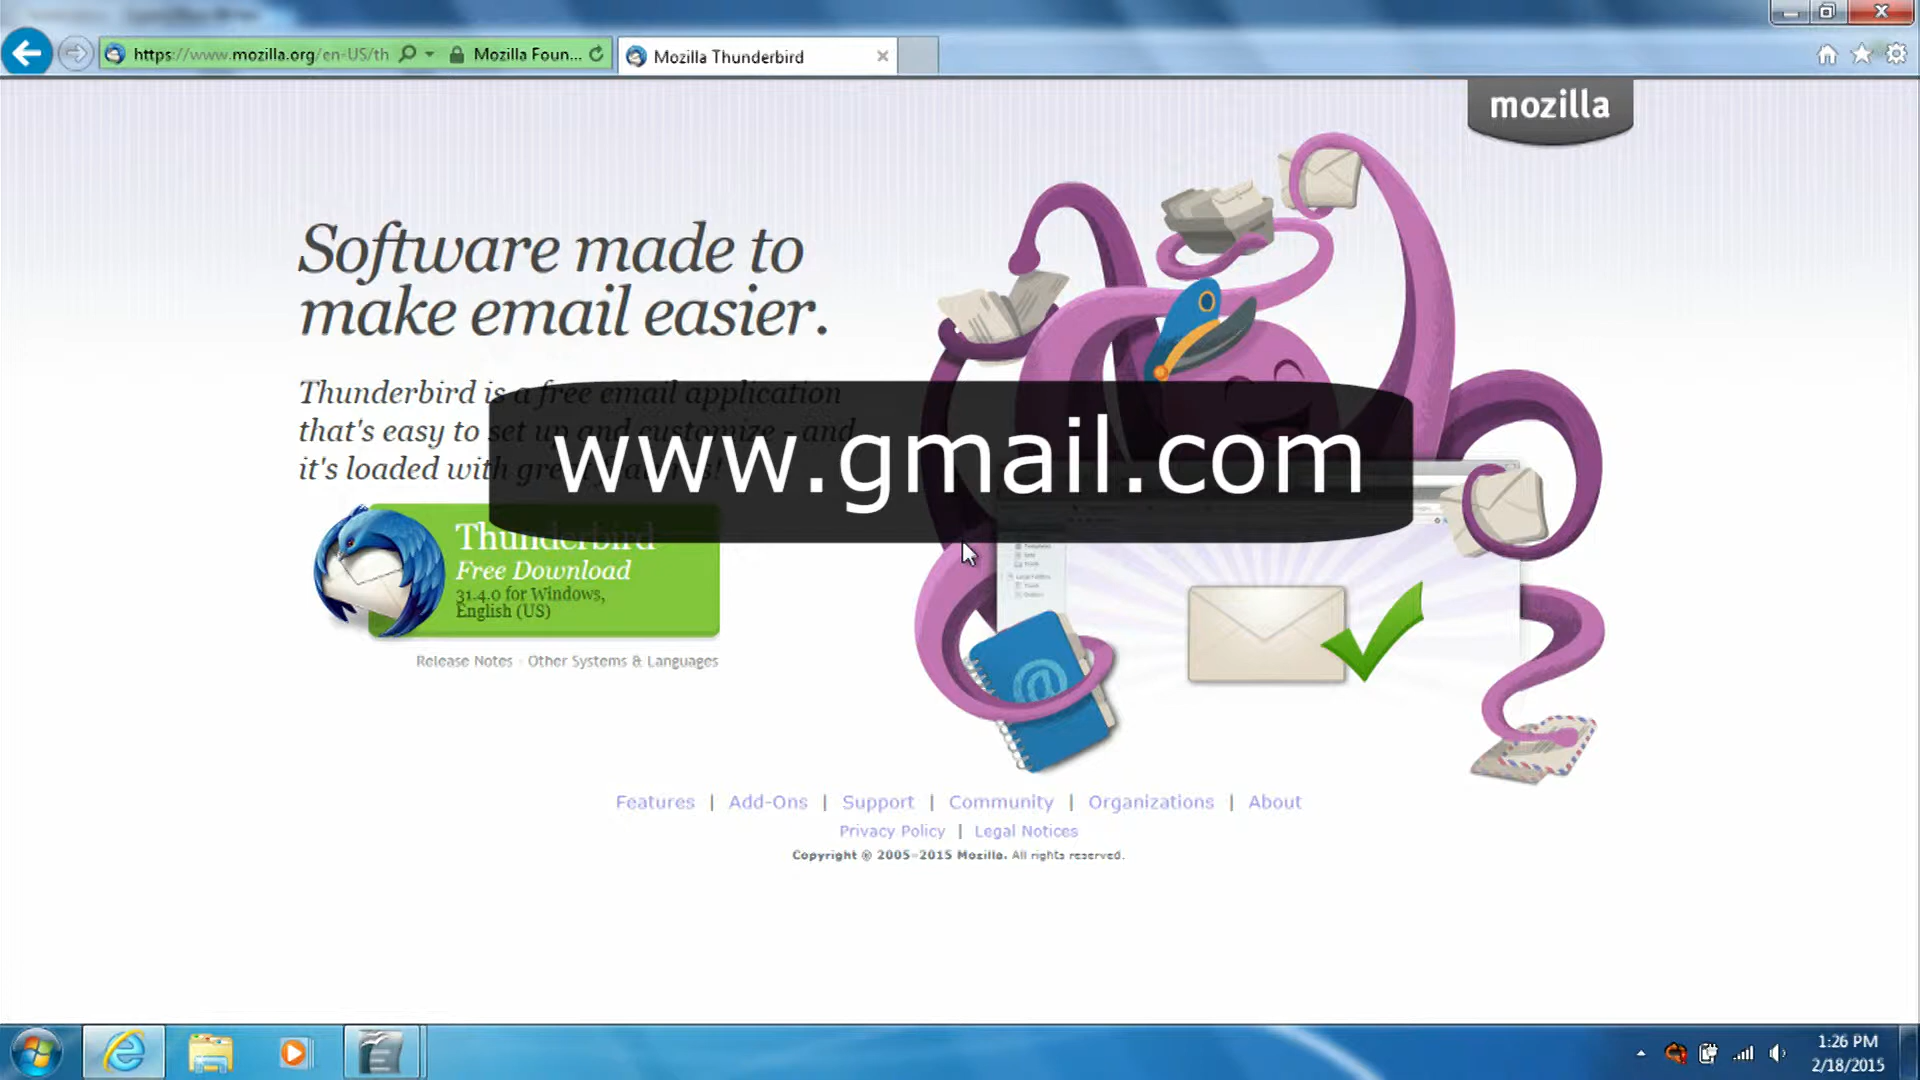 https://www.mozilla.org/en-US/th
Mozilla Foun...
Mozilla Thunderbird
mozilla
Software made to
make email easier.
Thunderbird is a free email application
that's easy to set up and customize - and
it's loaded with great features!
www.gmail.com
Thunderbird
Free Download
31.4.0 for Windows,
English (US)
Release Notes - Other Systems & Languages
@
Features | Add-Ons | Support | Community | Organizations | About
Privacy Policy | Legal Notices
Copyright © 2005–2015 Mozilla. All rights reserved.
1:26 PM
2/18/2015